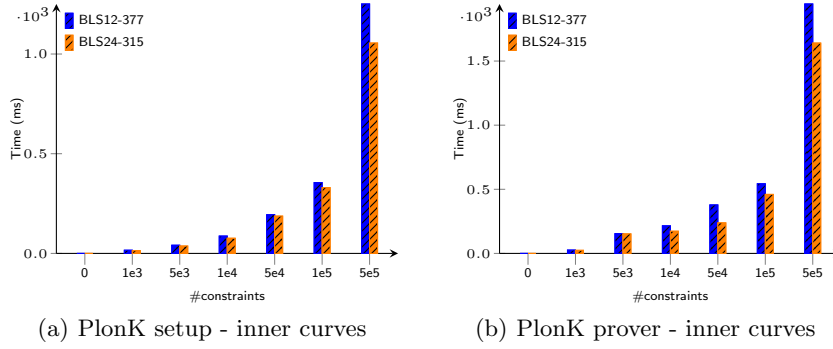 ·10³
BLS12-377
BLS24-315
1.0
0.5
0.0
Time (ms)
0 1e3 5e3 1e4 5e4 1e5 5e5
#constraints
(a) PlonK setup - inner curves
·10³
BLS12-377
BLS24-315
1.5
1.0
0.5
0.0
Time (ms)
0 1e3 5e3 1e4 5e4 1e5 5e5
#constraints
(b) PlonK prover - inner curves